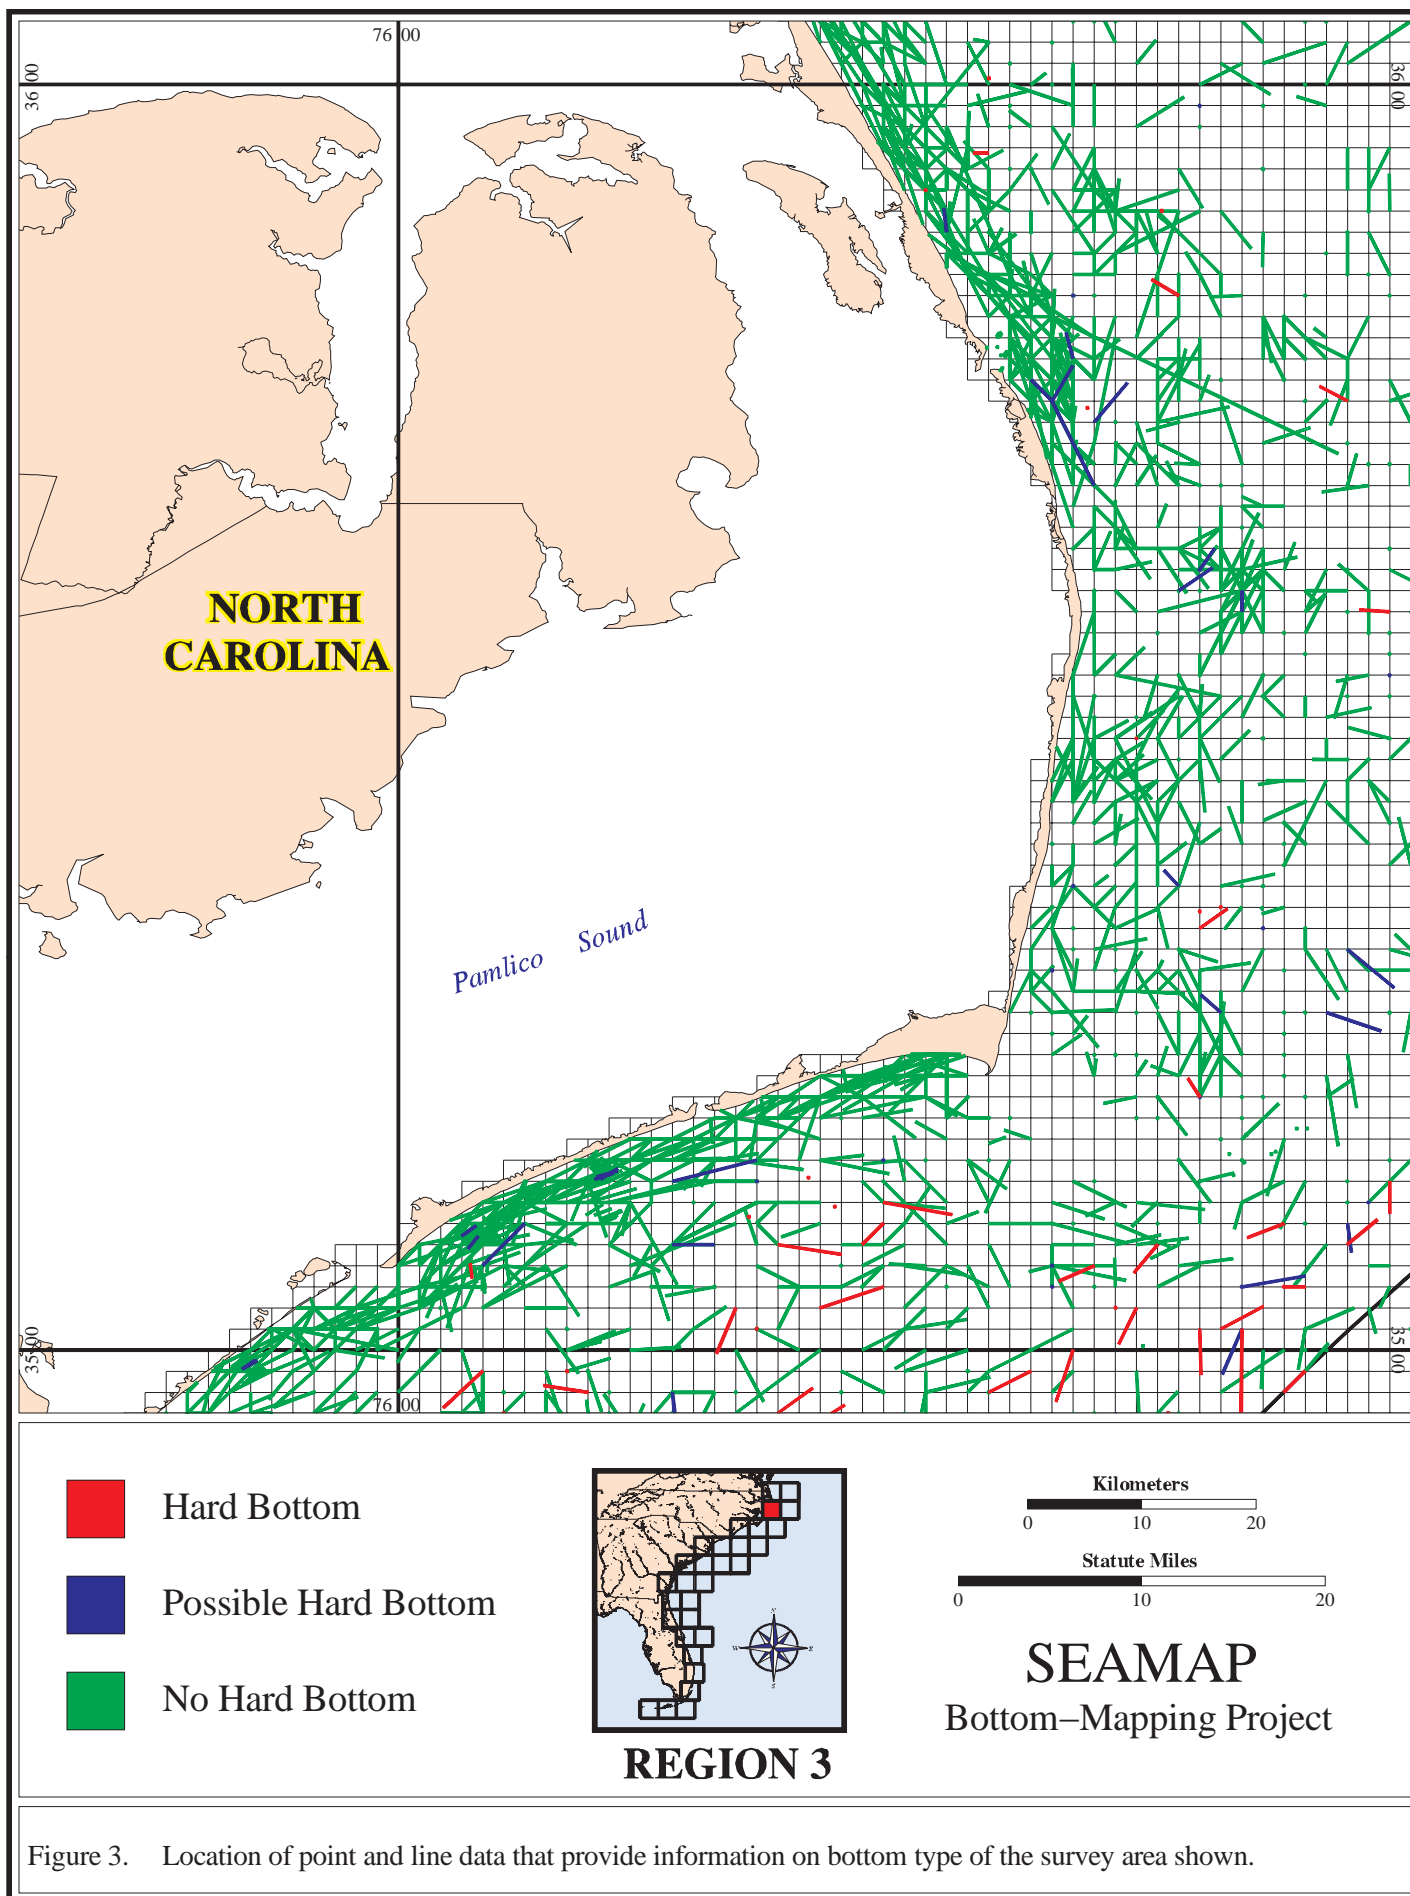 76 00
36 00
36 00
NORTH
CAROLINA
Pamlico Sound
35 00
35 00
76 00
Hard Bottom
Possible Hard Bottom
No Hard Bottom
N
W
E
S
REGION 3
Kilometers
0 10 20
Statute Miles
0 10 20
SEAMAP
Bottom−Mapping Project
Figure 3. Location of point and line data that provide information on bottom type of the survey area shown.